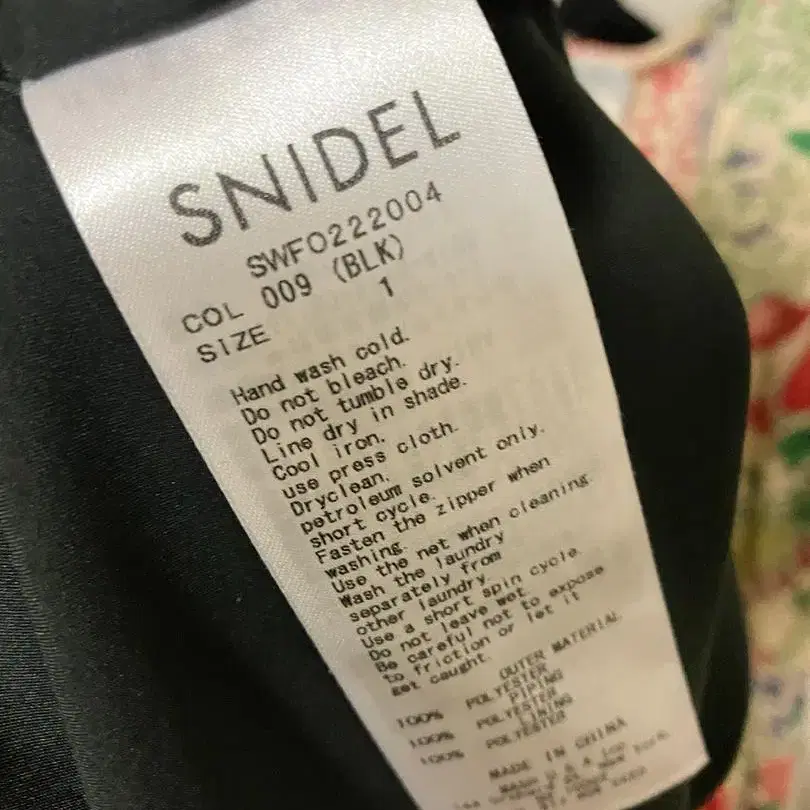 SNIDEL
SWFO222004
COL 009 (BLK)
SIZE 1
Hand wash cold.
Do not bleach.
Do not tumble dry.
Line dry in shade.
Cool iron.
use press cloth.
Dryclean.
petroleum solvent only.
short cycle.
Fasten the zipper when
washing.
Use the net when cleaning.
Wash the laundry
separately from
other laundry.
Use a short spin cycle.
Do not leave wet.
Be careful not to expose
to friction or let it
get caught.
OUTER MATERIAL
100% POLYESTER
PIPING
100% POLYESTER
LINING
100% POLYESTER
MADE IN CHINA